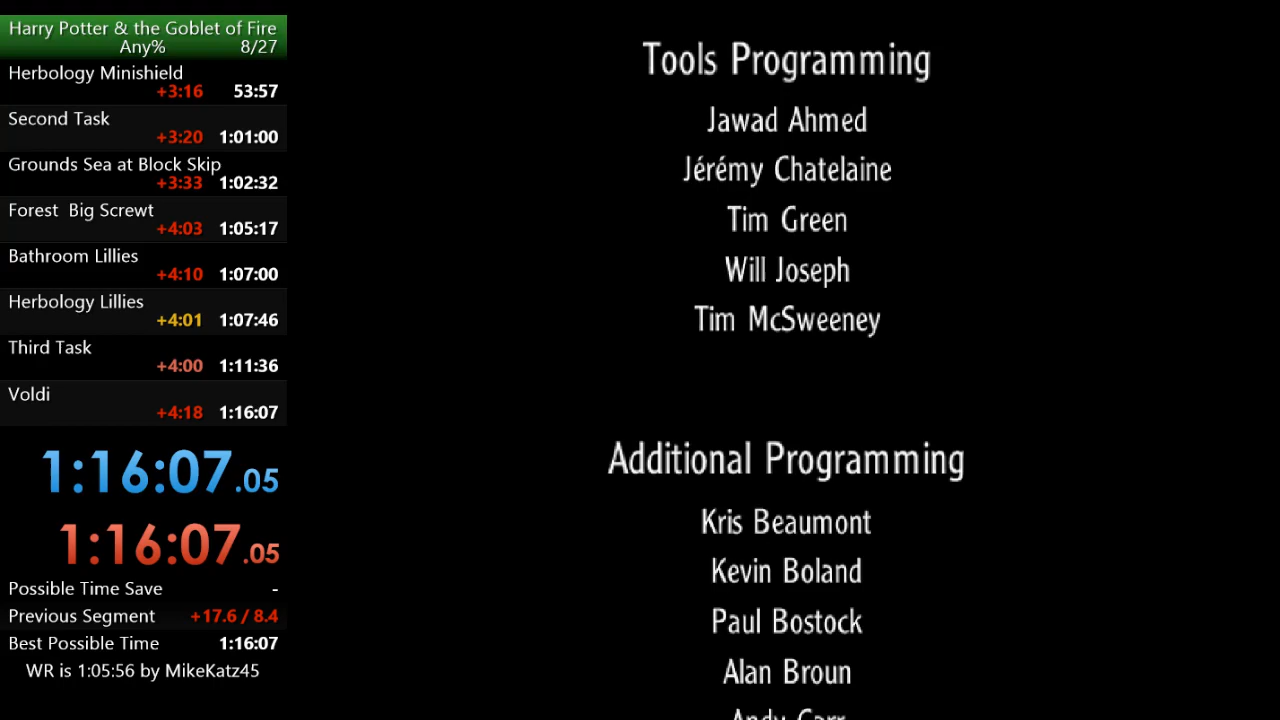 Harry Potter & the Goblet of Fire
Any% 8/27
Herbology Minishield
+3:16 53:57
Second Task
+3:20 1:01:00
Grounds Sea at Block Skip
+3:33 1:02:32
Forest  Big Screwt
+4:03 1:05:17
Bathroom Lillies
+4:10 1:07:00
Herbology Lillies
+4:01 1:07:46
Third Task
+4:00 1:11:36
Voldi
+4:18 1:16:07
1:16:07.05
1:16:07.05
Possible Time Save -
Previous Segment +17.6 / 8.4
Best Possible Time 1:16:07
WR is 1:05:56 by MikeKatz45
Tools Programming
Jawad Ahmed
Jérémy Chatelaine
Tim Green
Will Joseph
Tim McSweeney
Additional Programming
Kris Beaumont
Kevin Boland
Paul Bostock
Alan Broun
Andy Carr